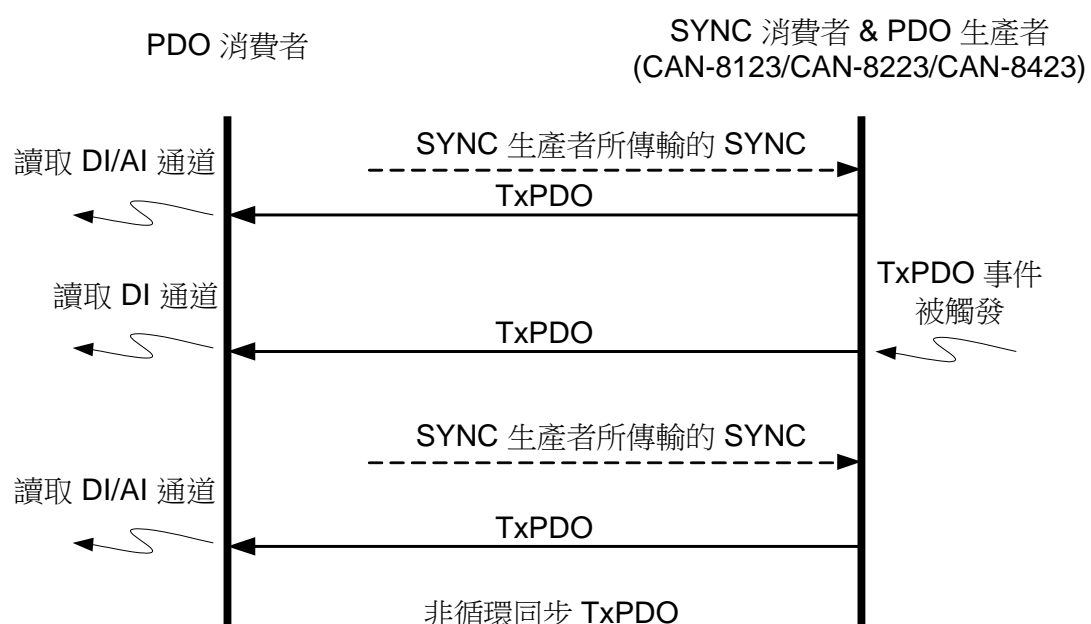 PDO 消費者
SYNC 消費者 & PDO 生產者
(CAN-8123/CAN-8223/CAN-8423)
讀取 DI/AI 通道
SYNC 生產者所傳輸的 SYNC
TxPDO
讀取 DI 通道
TxPDO 事件
被觸發
TxPDO
SYNC 生產者所傳輸的 SYNC
讀取 DI/AI 通道
TxPDO
非循環同步 TxPDO